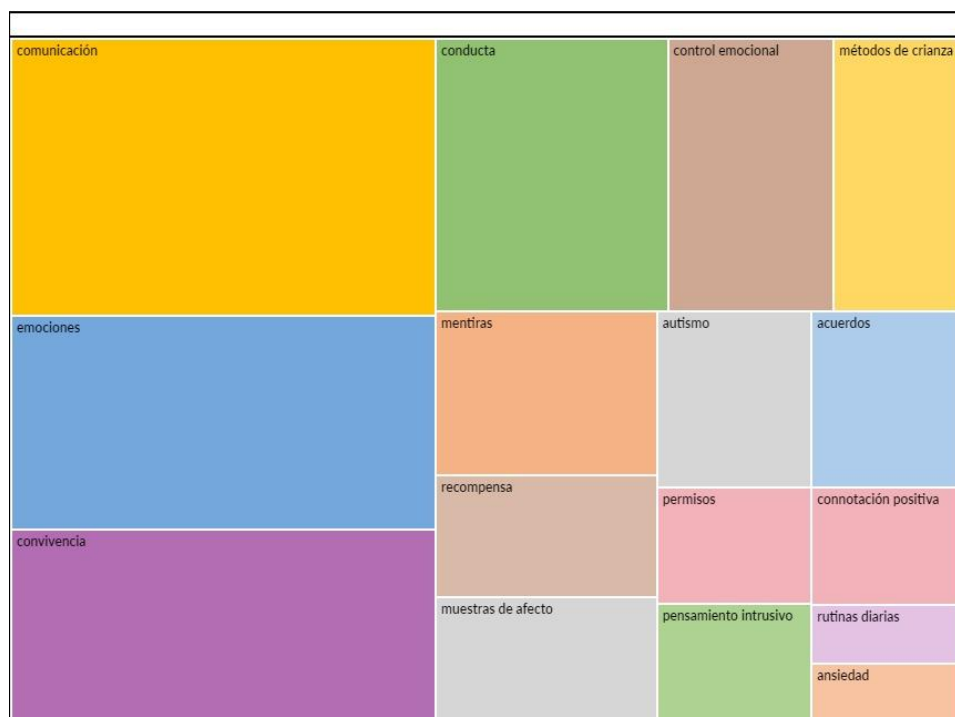 comunicación
conducta
control emocional
métodos de crianza
emociones
mentiras
autismo
acuerdos
recompensa
permisos
connotación positiva
convivencia
muestras de afecto
pensamiento intrusivo
rutinas diarias
ansiedad